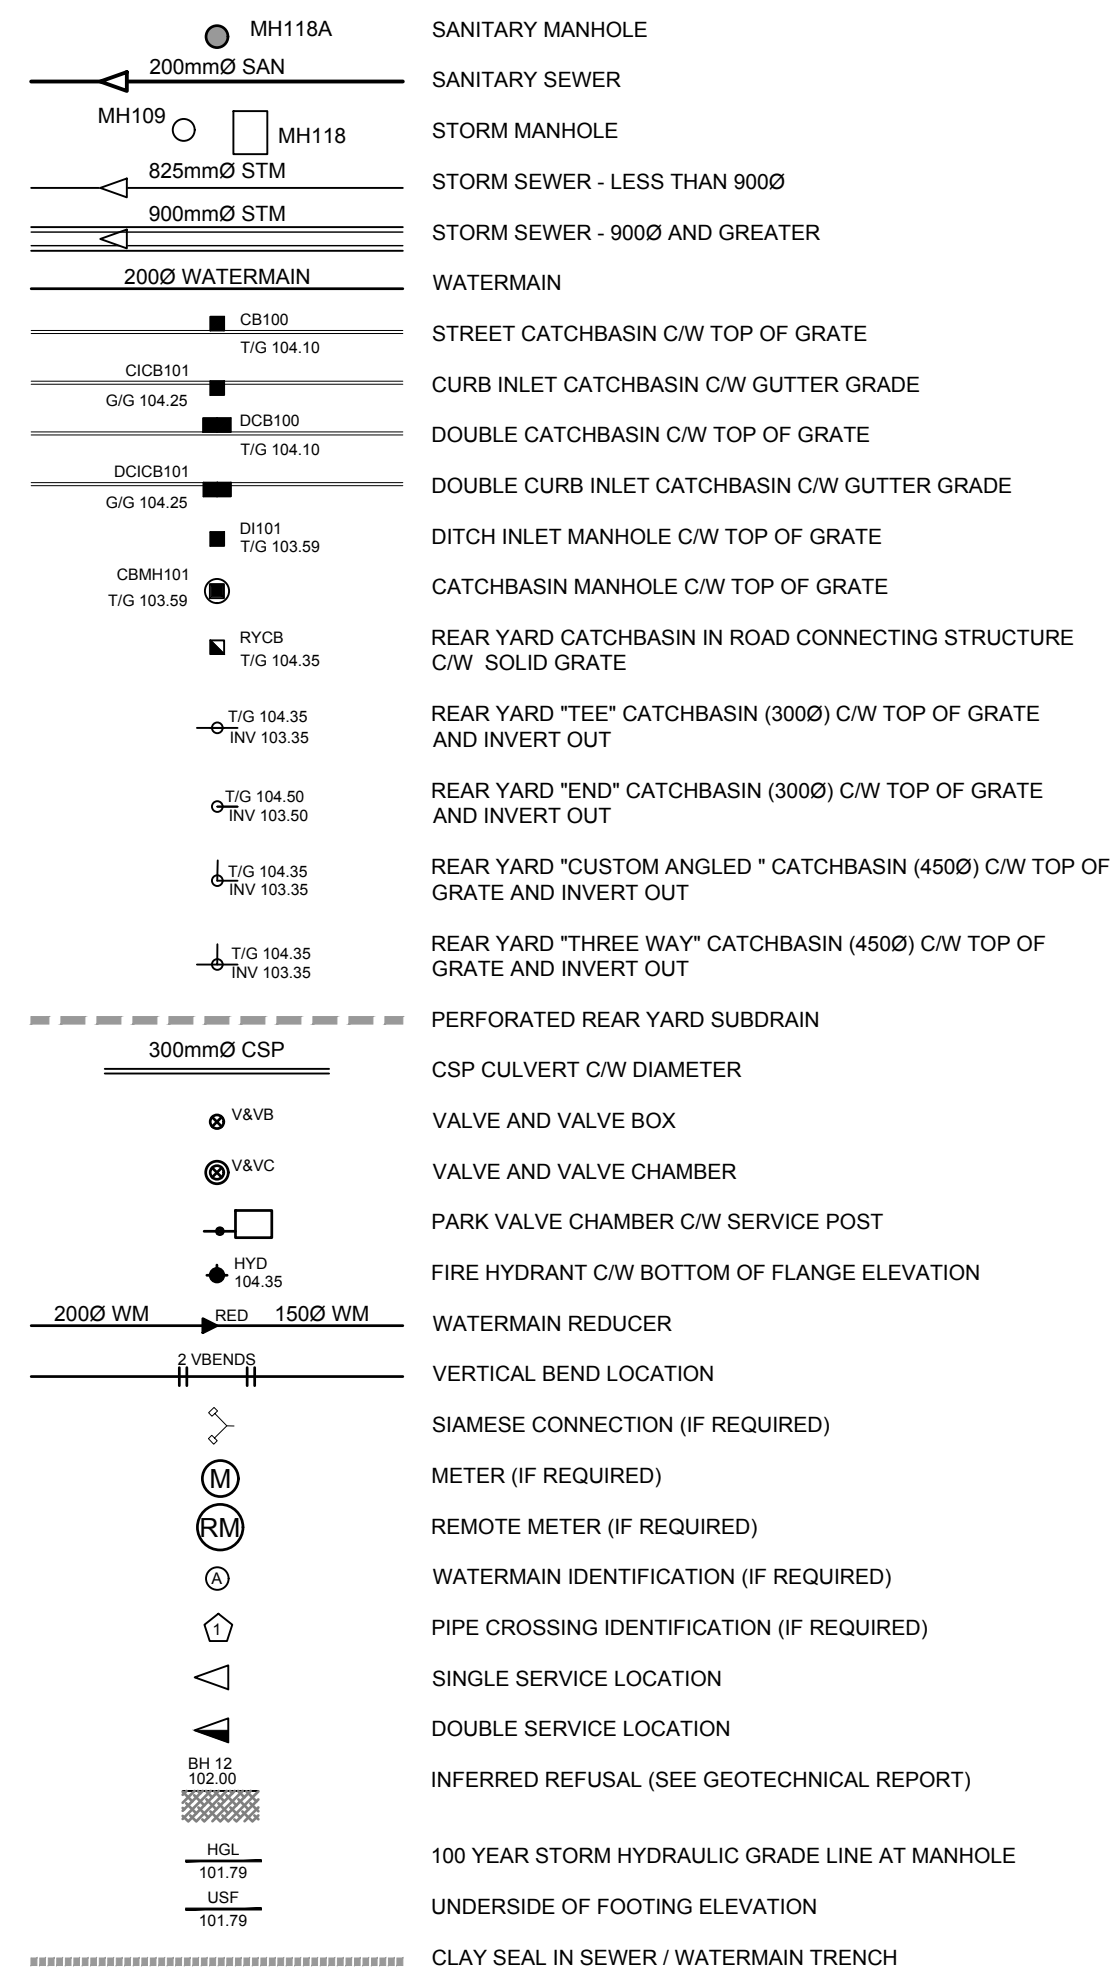 MH118A SANITARY MANHOLE
200mmØ SAN SANITARY SEWER
MH109 MH118 STORM MANHOLE
825mmØ STM STORM SEWER - LESS THAN 900Ø
900mmØ STM STORM SEWER - 900Ø AND GREATER
200Ø WATERMAIN WATERMAIN
CB100
T/G 104.10
STREET CATCHBASIN C/W TOP OF GRATE
CICB101
G/G 104.25
CURB INLET CATCHBASIN C/W GUTTER GRADE
DCB100
T/G 104.10
DOUBLE CATCHBASIN C/W TOP OF GRATE
DCICB101
G/G 104.25
DOUBLE CURB INLET CATCHBASIN C/W GUTTER GRADE
DI101
T/G 103.59
DITCH INLET MANHOLE C/W TOP OF GRATE
CBMH101
T/G 103.59
CATCHBASIN MANHOLE C/W TOP OF GRATE
RYCB
T/G 104.35
REAR YARD CATCHBASIN IN ROAD CONNECTING STRUCTURE
C/W SOLID GRATE
T/G 104.35
INV 103.35
REAR YARD "TEE" CATCHBASIN (300Ø) C/W TOP OF GRATE
AND INVERT OUT
T/G 104.50
INV 103.50
REAR YARD "END" CATCHBASIN (300Ø) C/W TOP OF GRATE
AND INVERT OUT
T/G 104.35
INV 103.35
REAR YARD "CUSTOM ANGLED " CATCHBASIN (450Ø) C/W TOP OF
GRATE AND INVERT OUT
T/G 104.35
INV 103.35
REAR YARD "THREE WAY" CATCHBASIN (450Ø) C/W TOP OF
GRATE AND INVERT OUT
PERFORATED REAR YARD SUBDRAIN
300mmØ CSP CSP CULVERT C/W DIAMETER
V&VB VALVE AND VALVE BOX
V&VC VALVE AND VALVE CHAMBER
PARK VALVE CHAMBER C/W SERVICE POST
HYD
104.35
FIRE HYDRANT C/W BOTTOM OF FLANGE ELEVATION
200Ø WM RED 150Ø WM WATERMAIN REDUCER
2 VBENDS VERTICAL BEND LOCATION
SIAMESE CONNECTION (IF REQUIRED)
M METER (IF REQUIRED)
RM REMOTE METER (IF REQUIRED)
A WATERMAIN IDENTIFICATION (IF REQUIRED)
1 PIPE CROSSING IDENTIFICATION (IF REQUIRED)
SINGLE SERVICE LOCATION
DOUBLE SERVICE LOCATION
BH 12
102.00
INFERRED REFUSAL (SEE GEOTECHNICAL REPORT)
HGL
101.79
100 YEAR STORM HYDRAULIC GRADE LINE AT MANHOLE
USF
101.79
UNDERSIDE OF FOOTING ELEVATION
CLAY SEAL IN SEWER / WATERMAIN TRENCH